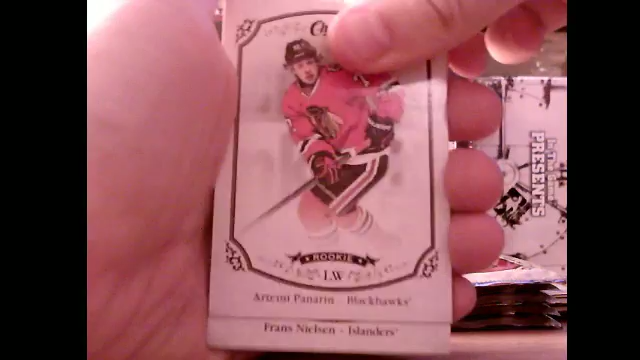 ROOKIE
LW
Artemi Panarin - Blackhawks
Frans Nielsen - Islanders
In The Game
PRESENTS